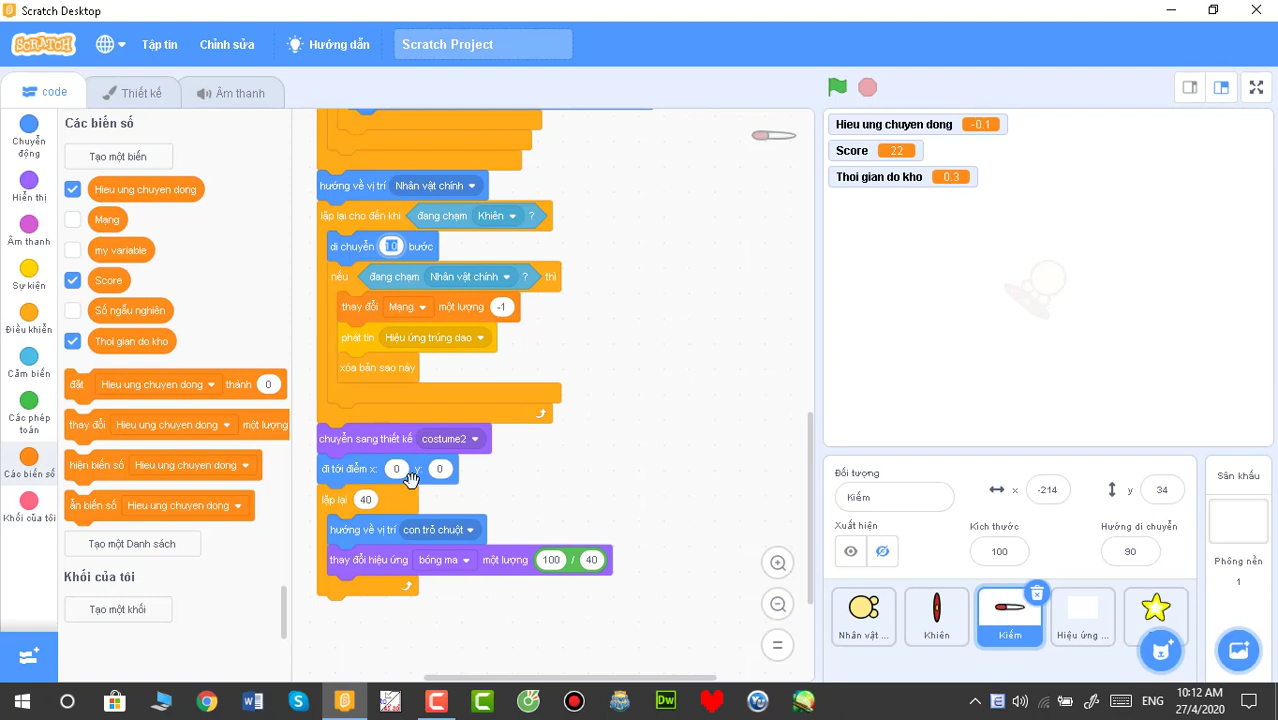 Scratch Desktop
SCRATCH
Tập tin
Chỉnh sửa
Hướng dẫn
Scratch Project
code
Thiết kế
Âm thanh
Chuyển động
Hiển thị
Âm thanh
Sự kiện
Điều khiển
Cảm biến
Các phép toán
Các biến số
Khối của tôi
Các biến số
Tạo một biến
Hieu ung chuyen dong
Mạng
my variable
Score
Số ngẫu nghiên
Thoi gian do kho
đặt Hieu ung chuyen dong thành 0
thay đổi Hieu ung chuyen dong một lượng
hiện biến số Hieu ung chuyen dong
ẩn biến số Hieu ung chuyen dong
Tạo một Danh sách
Khối của tôi
Tạo một khối
hướng về vị trí Nhân vật chính
lặp lại cho đến khi đang chạm Khiên ?
di chuyển 10 bước
nếu đang chạm Nhân vật chính ? thì
thay đổi Mạng một lượng -1
phát tin Hiệu ứng trúng dao
xóa bản sao này
chuyển sang thiết kế costume2
đi tới điểm x: 0 y: 0
lặp lại 40
hướng về vị trí con trỏ chuột
thay đổi hiệu ứng bóng ma một lượng 100 / 40
Hieu ung chuyen dong -0.1
Score 22
Thoi gian do kho 0.3
Đối tượng
Kiếm
x -214
y 34
Xuất hiện
Kích thước
100
Hướng di chuyển
90
Nhân vật ...
Khiên
Kiếm
Hiệu ứng ...
Sân khấu
Phông nền
1
ENG
10:12 AM
27/4/2020